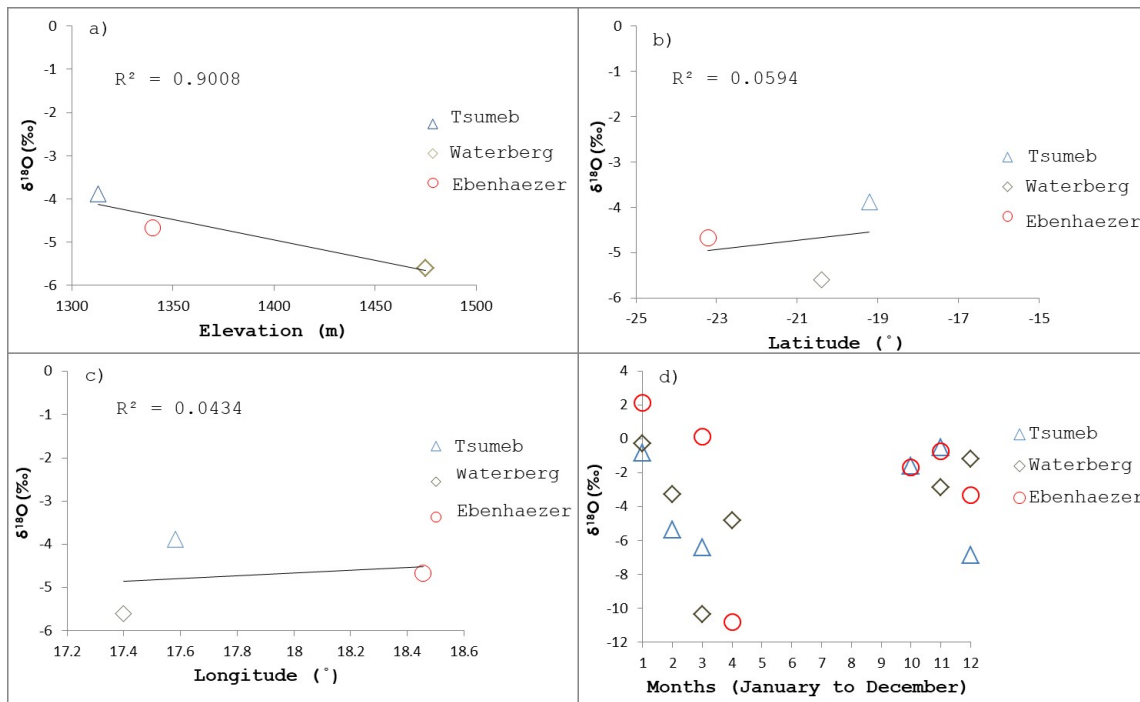 a)
R² = 0.9008
0
-1
-2
-3
-4
-5
-6
δ¹⁸O (‰)
1300
1350
1400
1450
1500
Elevation (m)
Tsumeb
Waterberg
Ebenhaezer
b)
R² = 0.0594
0
-1
-2
-3
-4
-5
-6
δ¹⁸O (‰)
-25
-23
-21
-19
-17
-15
Latitude (°)
Tsumeb
Waterberg
Ebenhaezer
c)
R² = 0.0434
0
-1
-2
-3
-4
-5
-6
δ¹⁸O (‰)
17.2
17.4
17.6
17.8
18
18.2
18.4
18.6
Longitude (°)
Tsumeb
Waterberg
Ebenhaezer
d)
4
2
0
-2
-4
-6
-8
-10
-12
δ¹⁸O (‰)
1
2
3
4
5
6
7
8
9
10
11
12
Months (January to December)
Tsumeb
Waterberg
Ebenhaezer